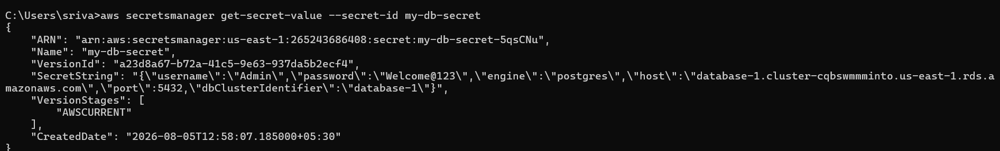 C:\Users\sriva>aws secretsmanager get-secret-value --secret-id my-db-secret
{
    "ARN": "arn:aws:secretsmanager:us-east-1:265243686408:secret:my-db-secret-5qsCNu",
    "Name": "my-db-secret",
    "VersionId": "a23d8a67-b72a-41c5-9e63-937da5b2ecf4",
    "SecretString": "{\"username\":\"Admin\",\"password\":\"Welcome@123\",\"engine\":\"postgres\",\"host\":\"database-1.cluster-cqbswmmminto.us-east-1.rds.a
mazonaws.com\",\"port\":5432,\"dbClusterIdentifier\":\"database-1\"}",
    "VersionStages": [
        "AWSCURRENT"
    ],
    "CreatedDate": "2026-08-05T12:58:07.185000+05:30"
}